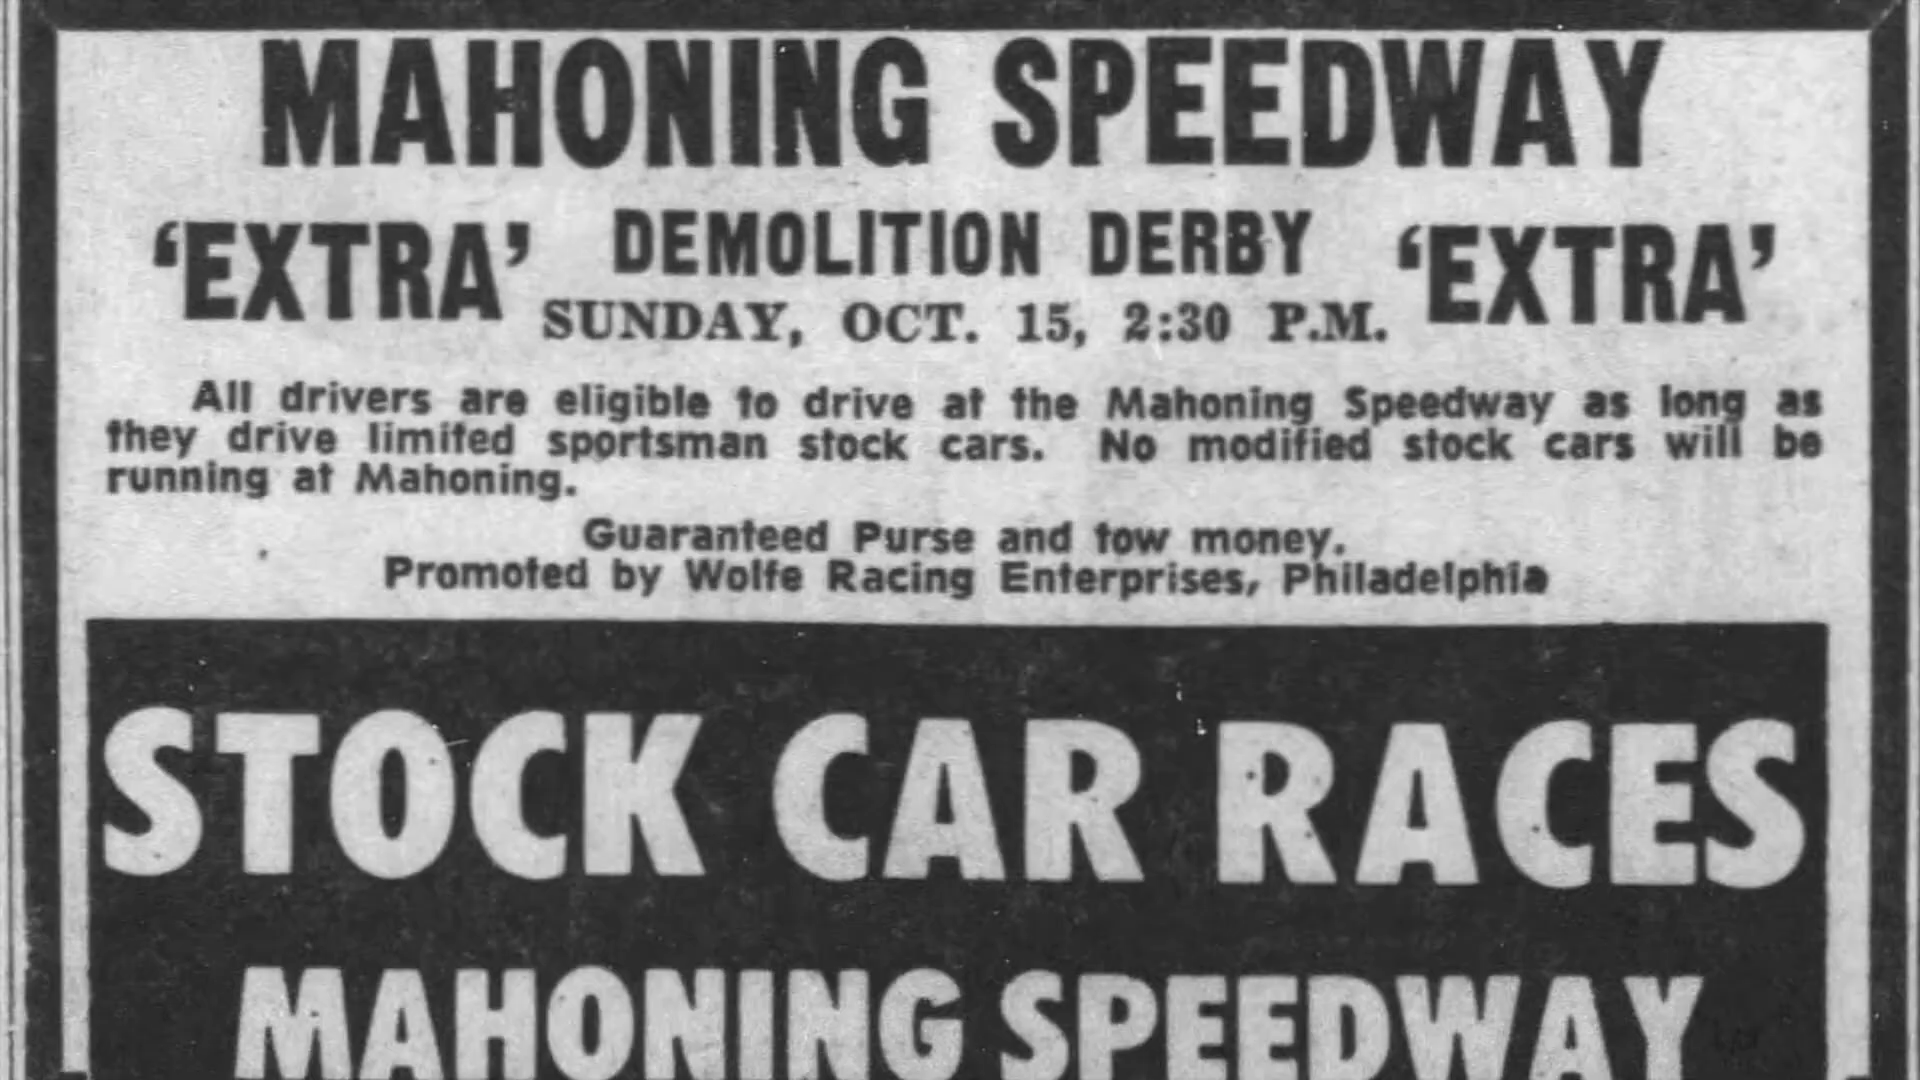 MAHONING SPEEDWAY
'EXTRA' DEMOLITION DERBY 'EXTRA'
SUNDAY, OCT. 15, 2:30 P.M.
All drivers are eligible to drive at the Mahoning Speedway as long as
they drive limited sportsman stock cars. No modified stock cars will be
running at Mahoning.
Guaranteed Purse and tow money.
Promoted by Wolfe Racing Enterprises, Philadelphia
STOCK CAR RACES
MAHONING SPEEDWAY